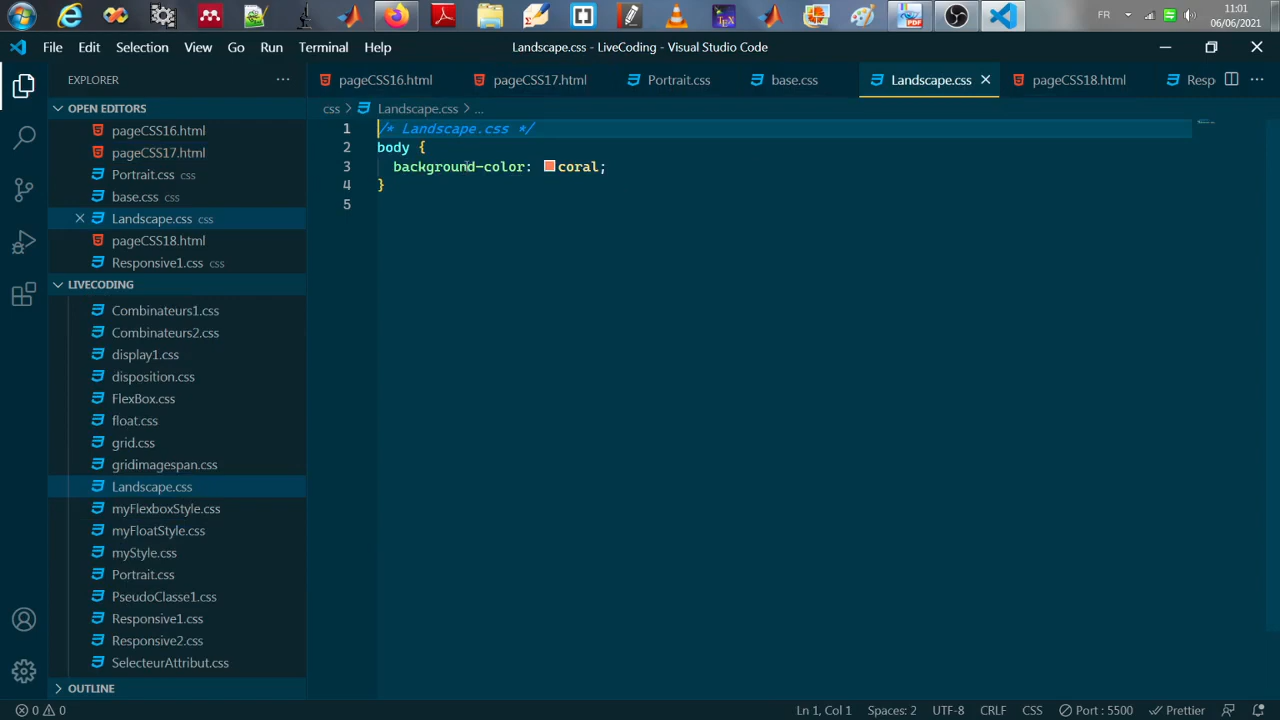 FR
11:01
06/06/2021
File Edit Selection View Go Run Terminal Help
Landscape.css - LiveCoding - Visual Studio Code
EXPLORER
pageCSS16.html
pageCSS17.html
Portrait.css
base.css
Landscape.css
pageCSS18.html
Resp
OPEN EDITORS
pageCSS16.html
pageCSS17.html
Portrait.css css
base.css css
Landscape.css css
pageCSS18.html
Responsive1.css css
LIVECODING
Combinateurs1.css
Combinateurs2.css
display1.css
disposition.css
FlexBox.css
float.css
grid.css
gridimagespan.css
Landscape.css
myFlexboxStyle.css
myFloatStyle.css
myStyle.css
Portrait.css
PseudoClasse1.css
Responsive1.css
Responsive2.css
SelecteurAttribut.css
OUTLINE
css > Landscape.css > ...
1 /* Landscape.css */
2 body {
3 background-color: coral;
4 }
5
0 0
Ln 1, Col 1 Spaces: 2 UTF-8 CRLF CSS Port : 5500 Prettier